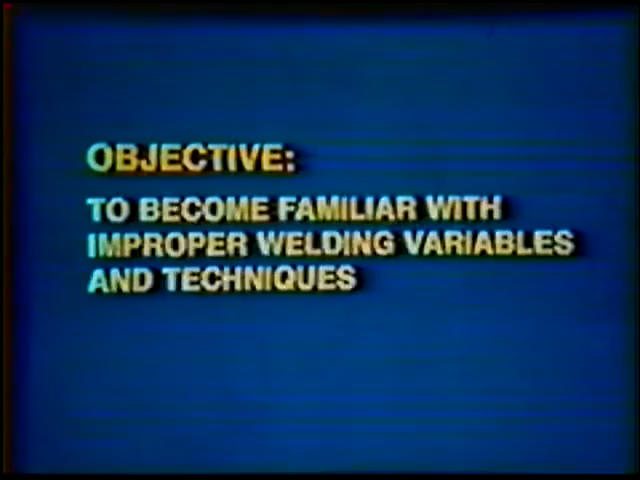 OBJECTIVE:
TO BECOME FAMILIAR WITH
IMPROPER WELDING VARIABLES
AND TECHNIQUES